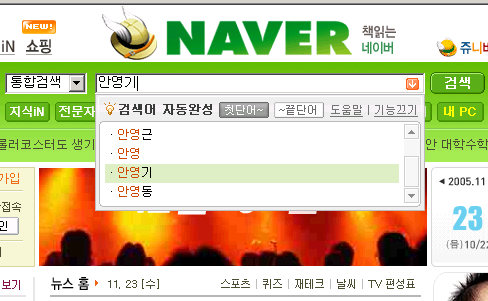 NEW!
iN 쇼핑
NAVER
책읽는
네이버
쥬니버
통합검색
안영기
검색
지식iN
전문자
내 PC
검색어 자동완성 첫단어~ ~끝단어 도움말 | 기능끄기
· 안영근
· 안영
· 안영기
· 안영동
롤러코스터도 생기
안 대학수학
가입
접속
인
보기
2005.11
23
10/22
뉴스 홈
11, 23 [수]
스포츠 | 퀴즈 | 재테크 | 날씨 | TV 편성표